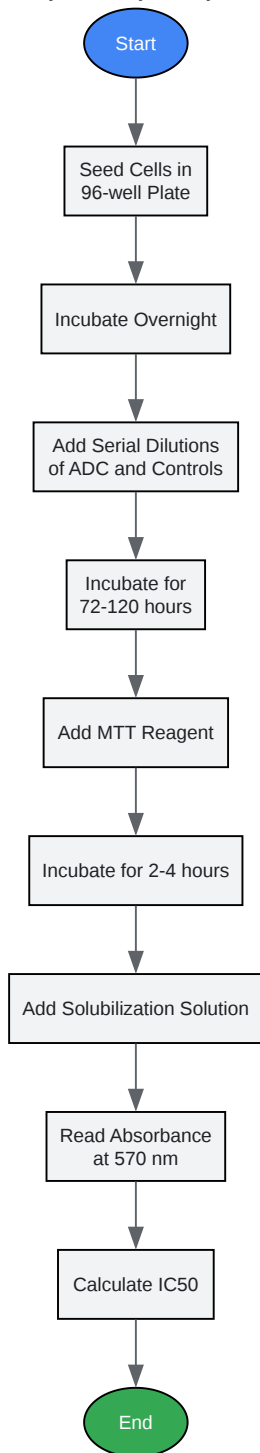 Start
Seed Cells in
96-well Plate
Incubate Overnight
Add Serial Dilutions
of ADC and Controls
Incubate for
72-120 hours
Add MTT Reagent
Incubate for 2-4 hours
Add Solubilization Solution
Read Absorbance
at 570 nm
Calculate IC50
End